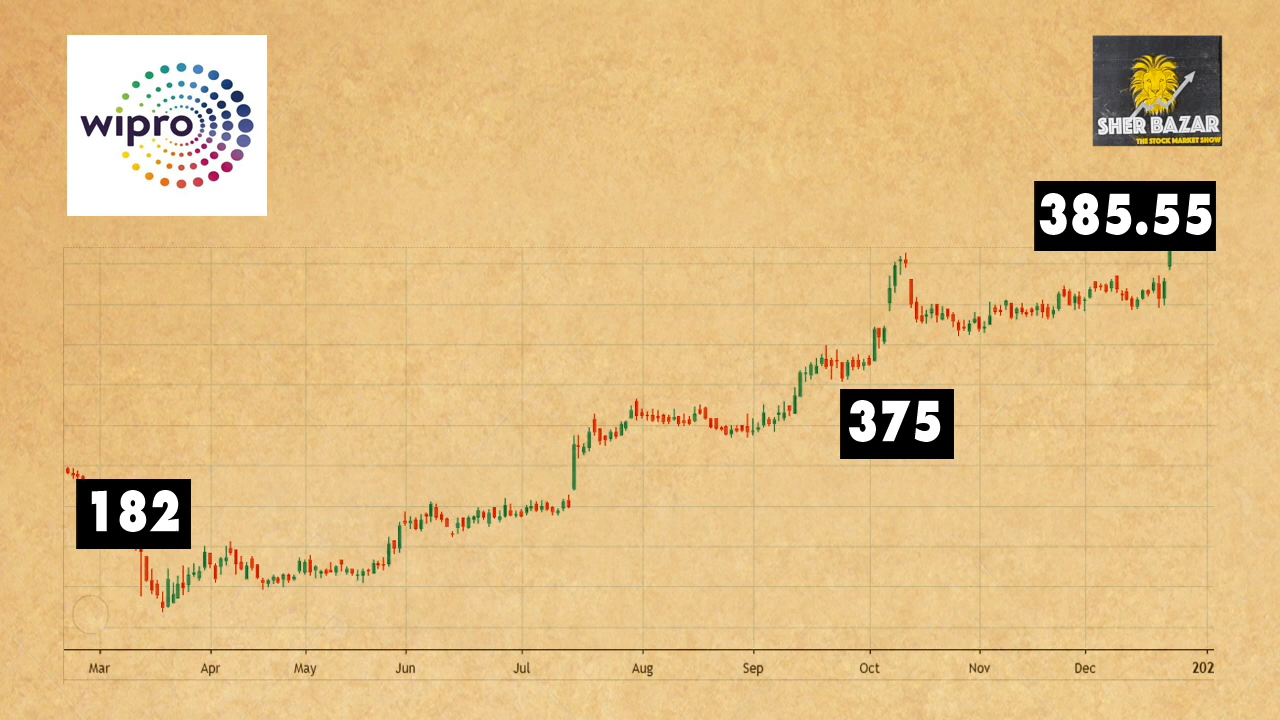 wipro
SHER BAZAR
THE STOCK MARKET SHOW
385.55
375
182
Mar Apr May Jun Jul Aug Sep Oct Nov Dec 202